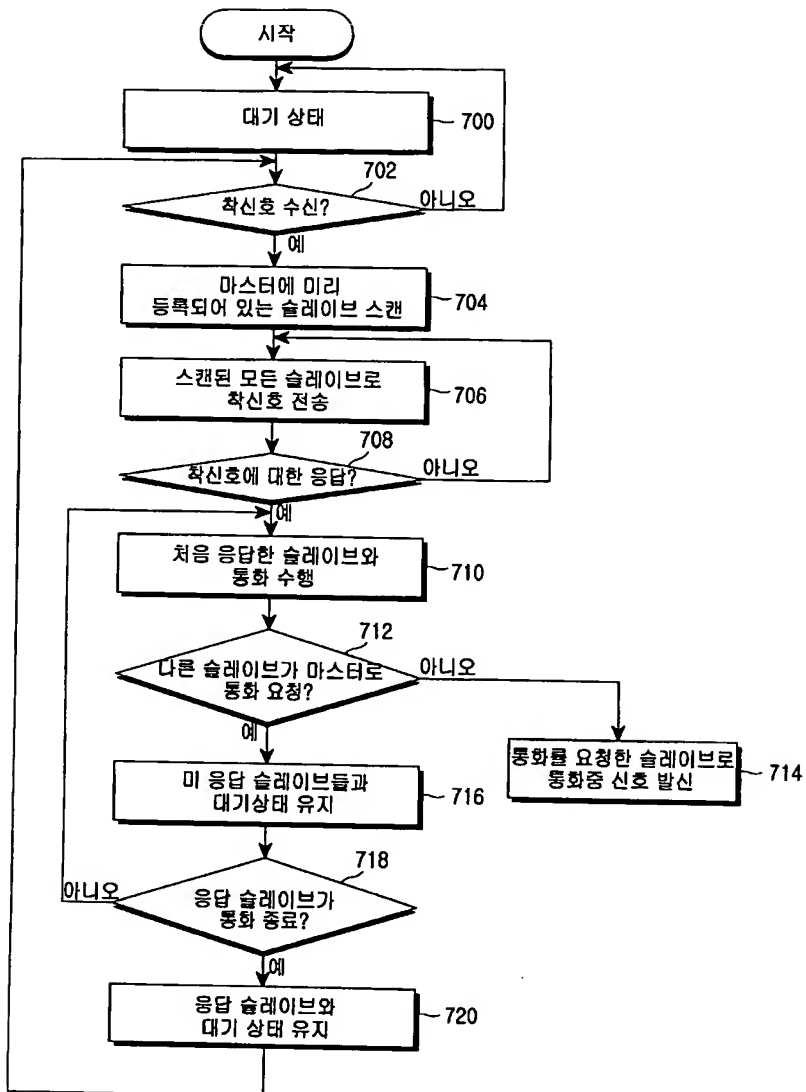 시작
대기 상태
700
702
착신호 수신?
아니오
예
마스터에 미리
등록되어 있는 슬레이브 스캔
704
스캔된 모든 슬레이브로
착신호 전송
706
708
착신호에 대한 응답?
아니오
예
처음 응답한 슬레이브와
통화 수행
710
712
다른 슬레이브가 마스터로
통화 요청?
아니오
예
통화를 요청한 슬레이브로
통화중 신호 발신
714
미 응답 슬레이브들과
대기상태 유지
716
718
응답 슬레이브가
통화 종료?
아니오
예
응답 슬레이브와
대기 상태 유지
720